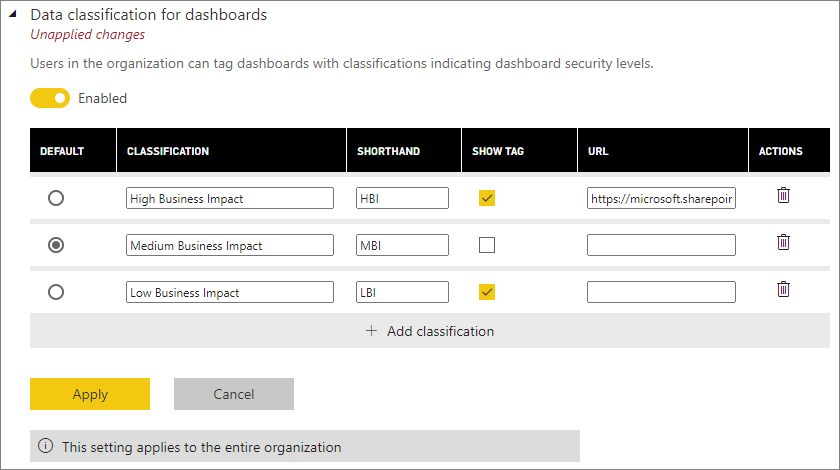 Data classification for dashboards
Unapplied changes
Users in the organization can tag dashboards with classifications indicating dashboard security levels.
Enabled
DEFAULT CLASSIFICATION SHORTHAND SHOW TAG URL ACTIONS
High Business Impact HBI https://microsoft.sharepoir
Medium Business Impact MBI
Low Business Impact LBI
+ Add classification
Apply Cancel
This setting applies to the entire organization